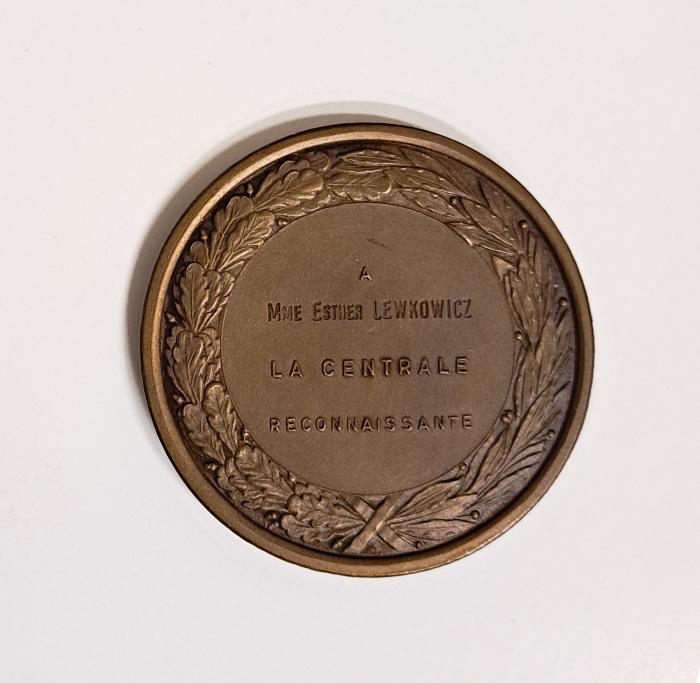 A
MME ESTHER LEWKOWICZ
LA CENTRALE
RECONNAISSANTE